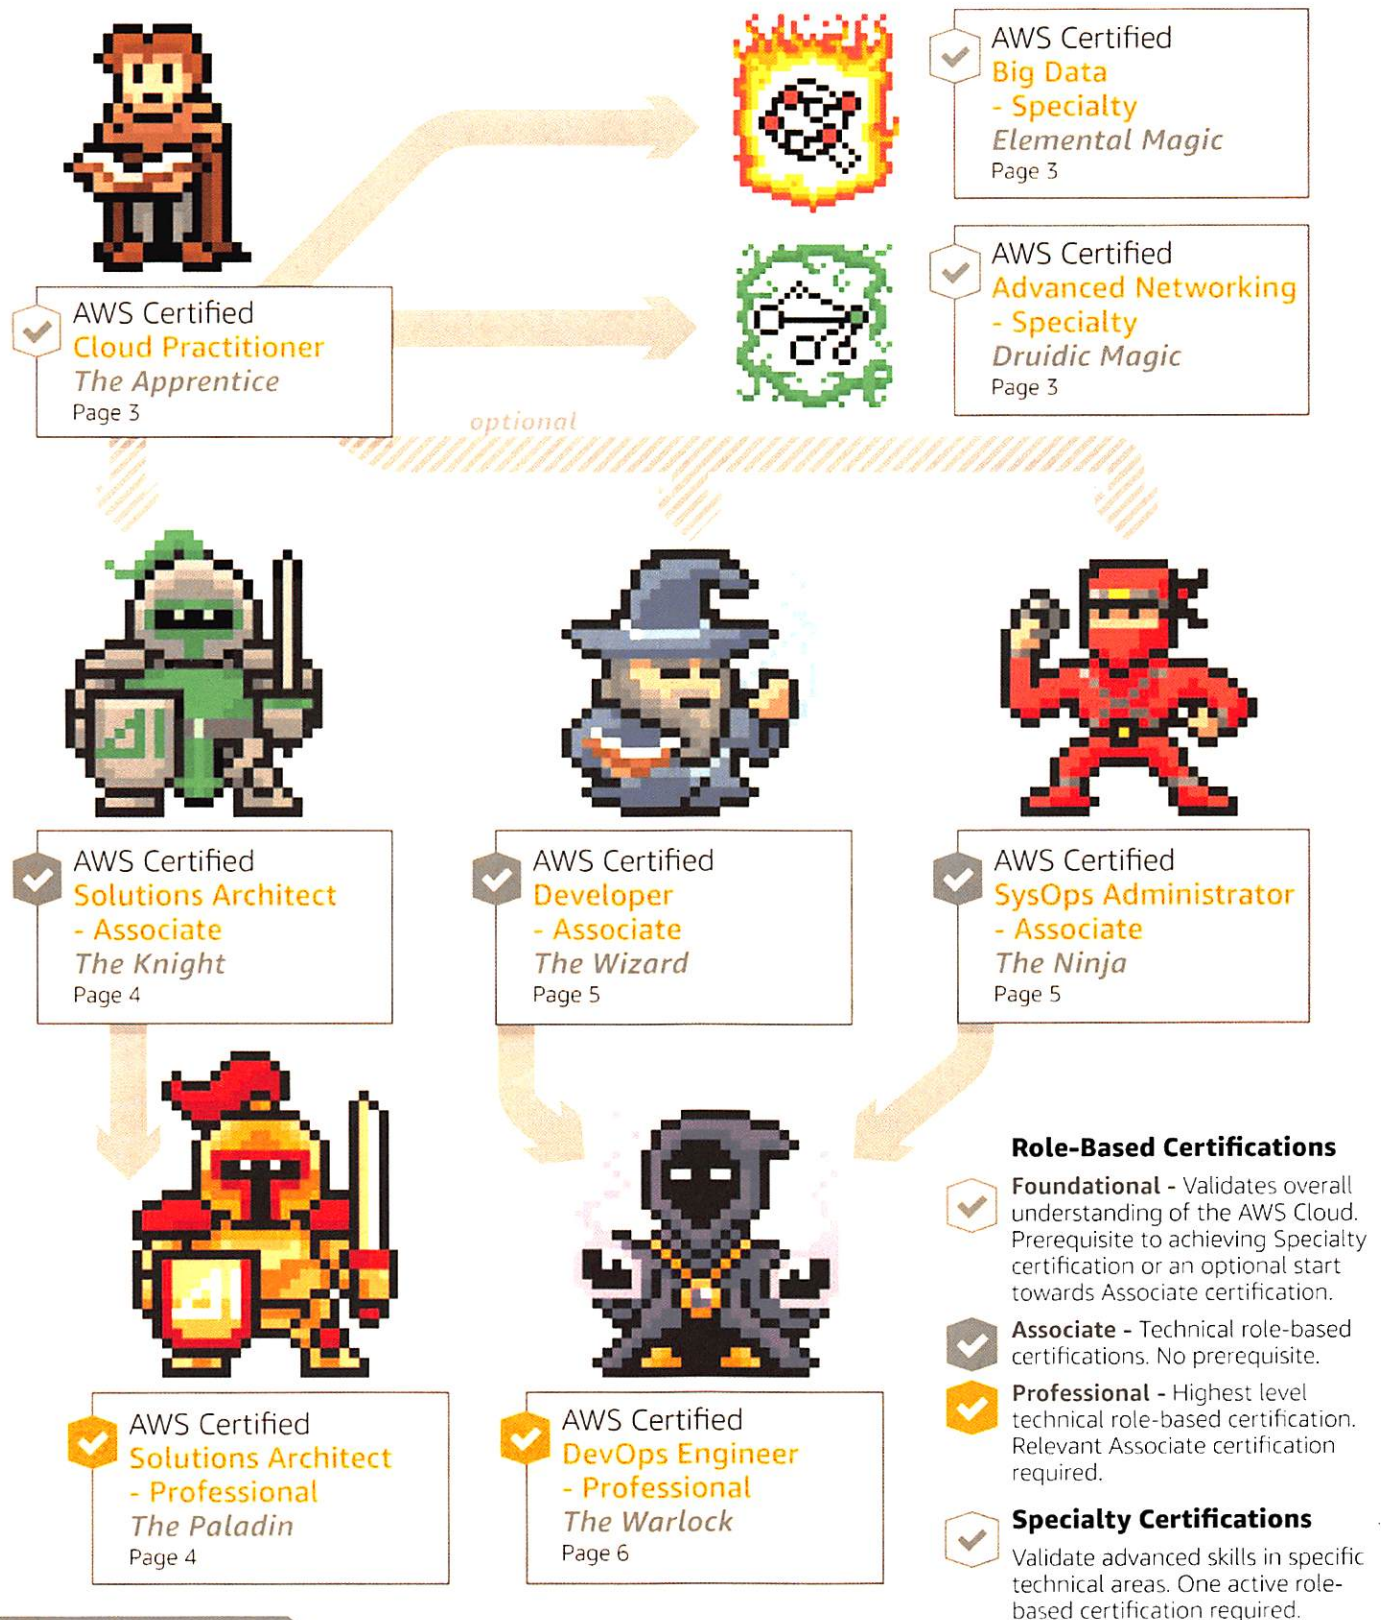 AWS Certified
Cloud Practitioner
The Apprentice
Page 3
AWS Certified
Big Data
- Specialty
Elemental Magic
Page 3
AWS Certified
Advanced Networking
- Specialty
Druidic Magic
Page 3
optional
AWS Certified
Solutions Architect
- Associate
The Knight
Page 4
AWS Certified
Developer
- Associate
The Wizard
Page 5
AWS Certified
SysOps Administrator
- Associate
The Ninja
Page 5
AWS Certified
Solutions Architect
- Professional
The Paladin
Page 4
AWS Certified
DevOps Engineer
- Professional
The Warlock
Page 6
Role-Based Certifications
Foundational - Validates overall
understanding of the AWS Cloud.
Prerequisite to achieving Specialty
certification or an optional start
towards Associate certification.
Associate - Technical role-based
certifications. No prerequisite.
Professional - Highest level
technical role-based certification.
Relevant Associate certification
required.
Specialty Certifications
Validate advanced skills in specific
technical areas. One active role-
based certification required.